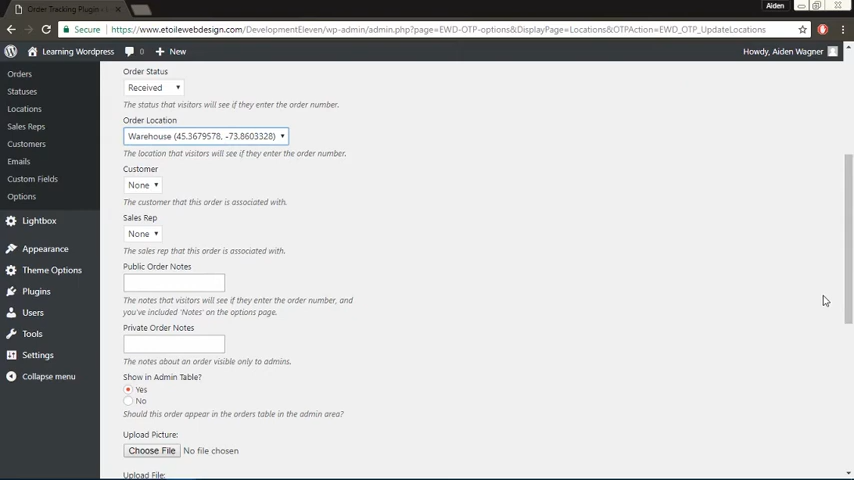 Order Tracking Plugin –
Aiden
Secure
https://www.etoilewebdesign.com/DevelopmentEleven/wp-admin/admin.php?page=EWD-OTP-options&DisplayPage=Locations&OTPAction=EWD_OTP_UpdateLocations
Learning Wordpress
0
New
Howdy, Aiden Wagner
Orders
Statuses
Locations
Sales Reps
Customers
Emails
Custom Fields
Options
Lightbox
Appearance
Theme Options
Plugins
Users
Tools
Settings
Collapse menu
Order Status
Received
The status that visitors will see if they enter the order number.
Order Location
Warehouse (45.3679578, -73.8603328)
The location that visitors will see if they enter the order number.
Customer
None
The customer that this order is associated with.
Sales Rep
None
The sales rep that this order is associated with.
Public Order Notes
The notes that visitors will see if they enter the order number, and
you've included 'Notes' on the options page.
Private Order Notes
The notes about an order visible only to admins.
Show in Admin Table?
Yes
No
Should this order appear in the orders table in the admin area?
Upload Picture:
Choose File No file chosen
Upload File: